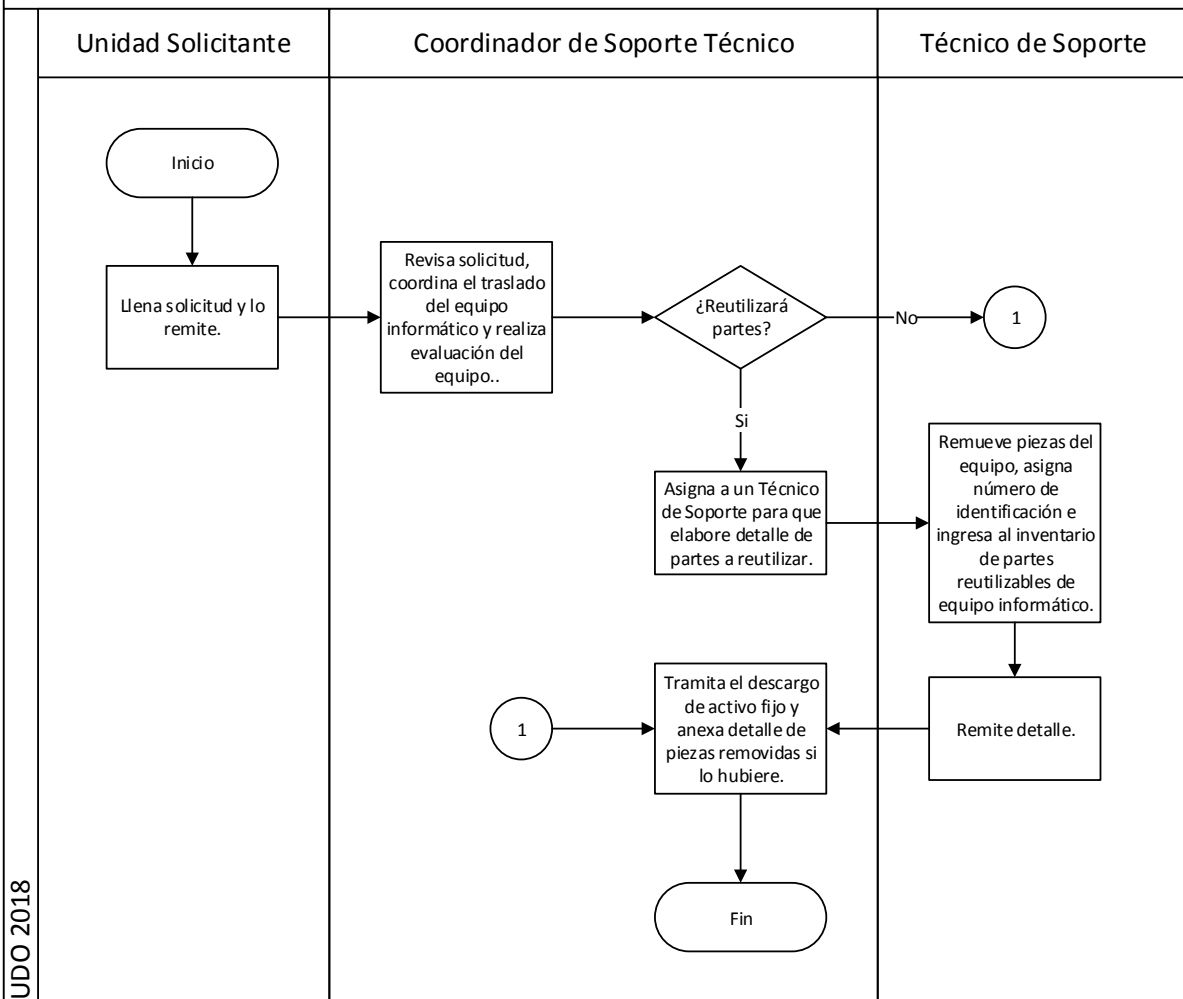 Unidad Solicitante
Coordinador de Soporte Técnico
Técnico de Soporte
Inicio
Llena solicitud y lo
remite.
Revisa solicitud,
coordina el traslado
del equipo
informático y realiza
evaluación del
equipo..
¿Reutilizará
partes?
No
1
Si
Asigna a un Técnico
de Soporte para que
elabore detalle de
partes a reutilizar.
Remueve piezas del
equipo, asigna
número de
identificación e
ingresa al inventario
de partes
reutilizables de
equipo informático.
Remite detalle.
1
Tramita el descargo
de activo fijo y
anexa detalle de
piezas removidas si
lo hubiere.
Fin
UDO 2018